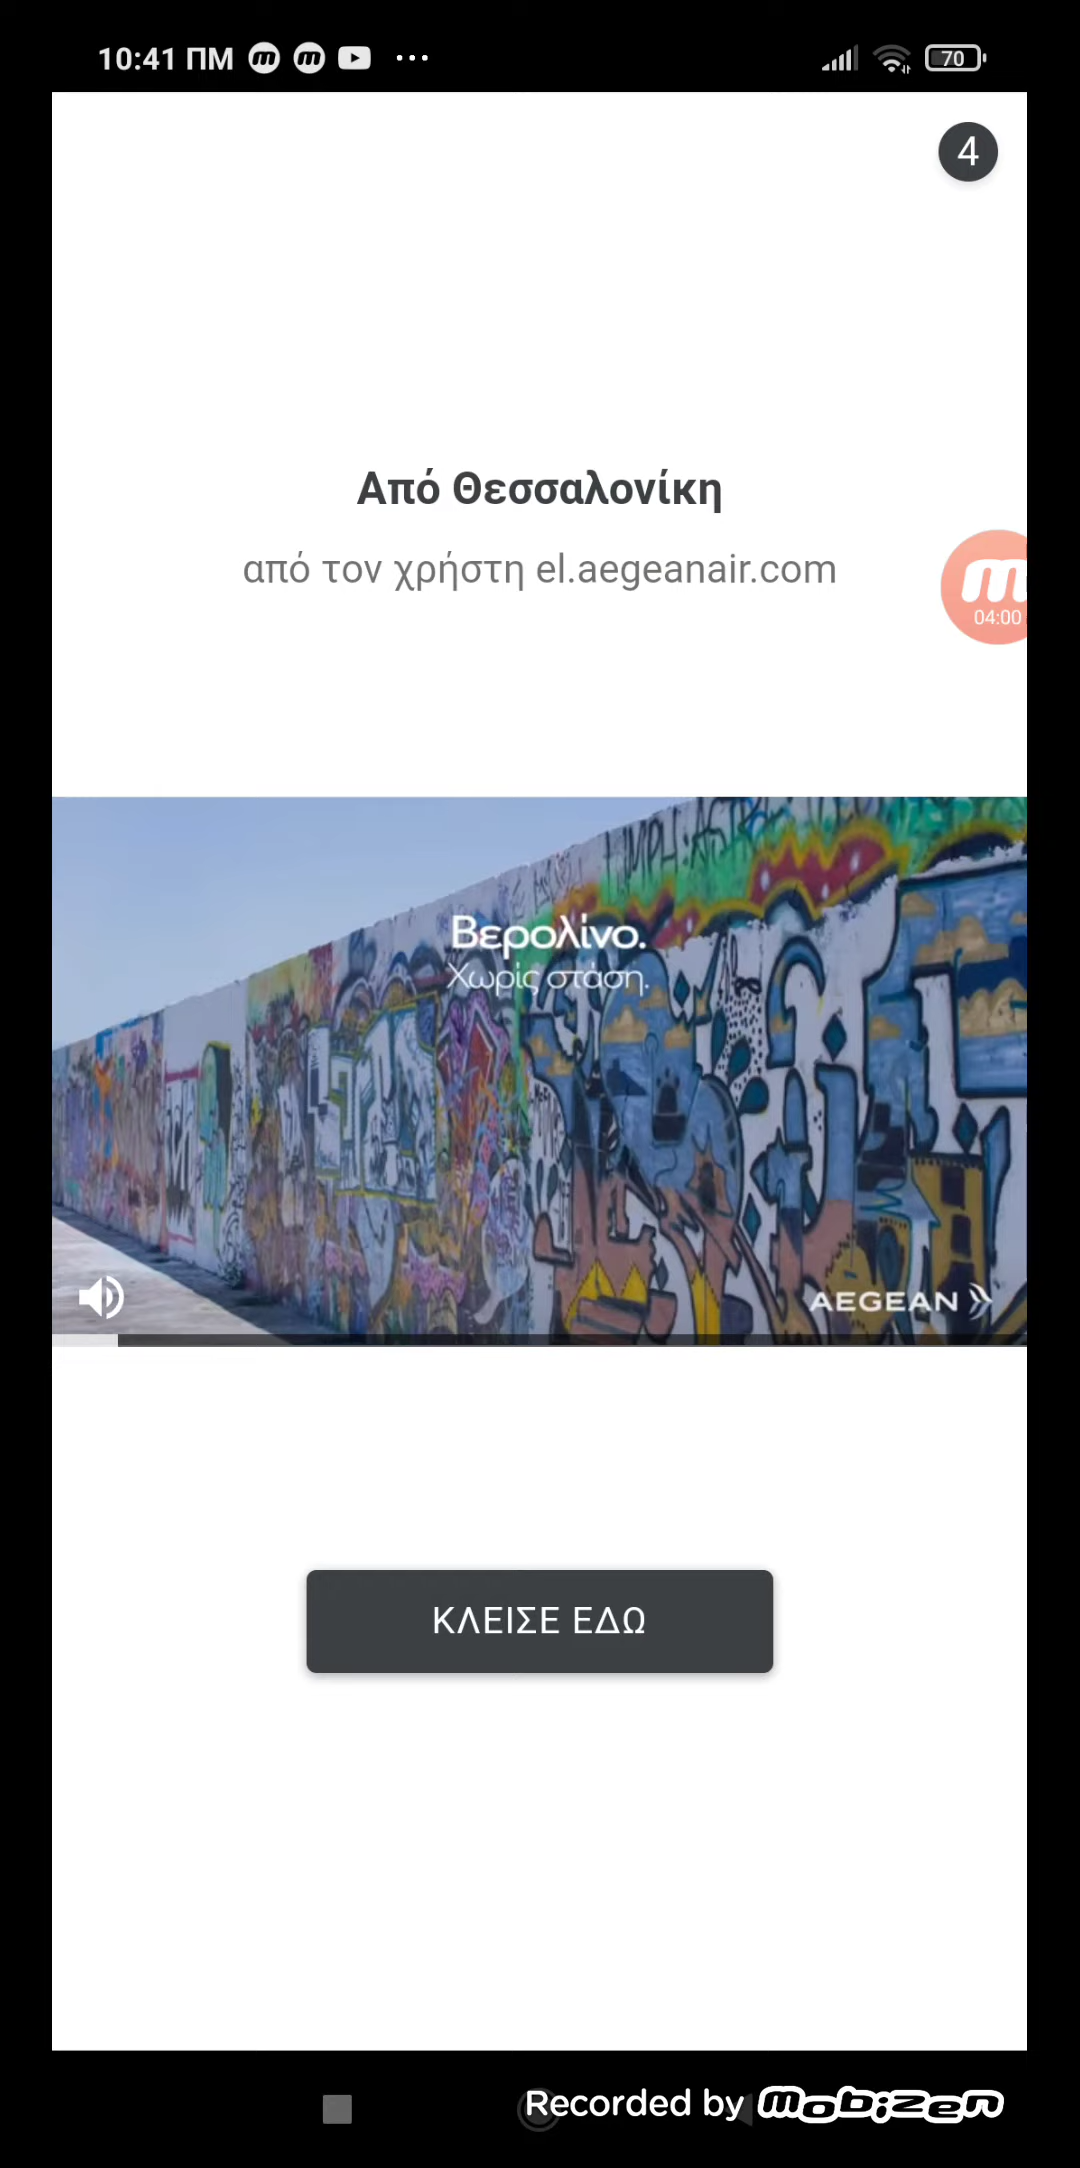 10:41 ΠΜ
70
4
Από Θεσσαλονίκη
από τον χρήστη el.aegeanair.com
04:00
Βερολίνο.
Χωρίς στάση.
AEGEAN
ΚΛΕΙΣΕ ΕΔΩ
Recorded by mobizen